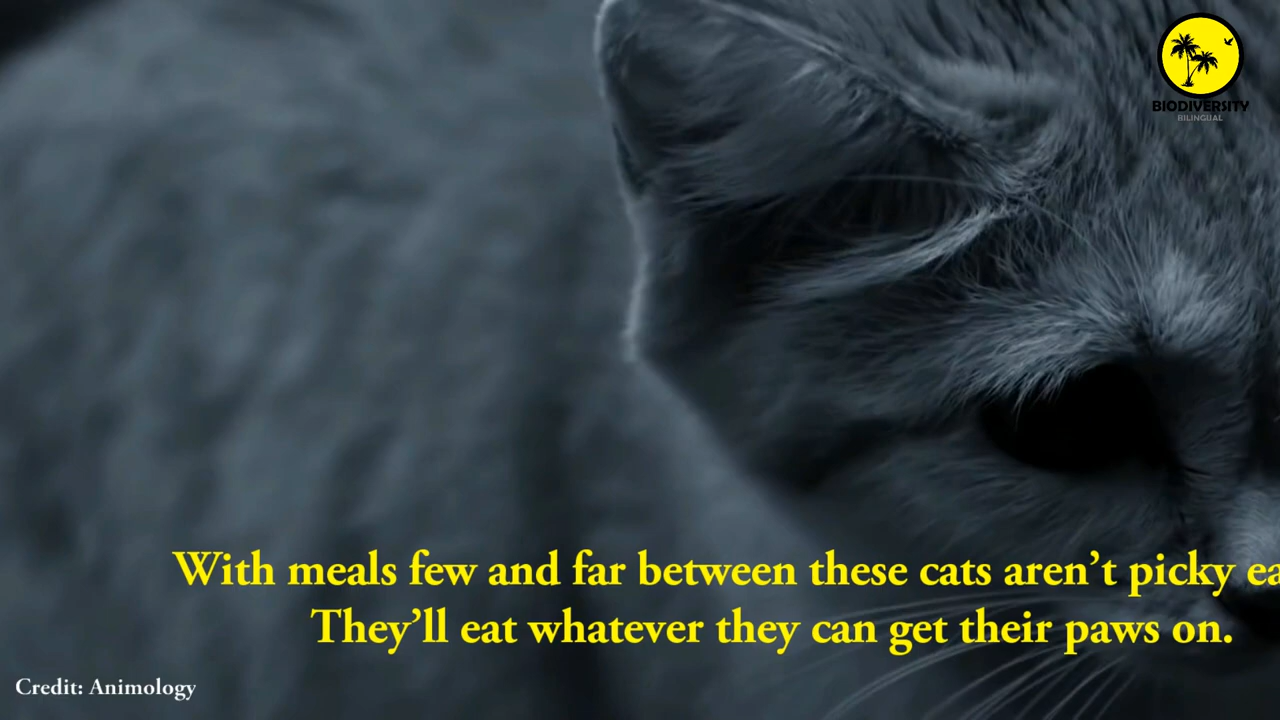 BIODIVERSITY
BILINGUAL
With meals few and far between these cats aren’t picky
They’ll eat whatever they can get their paws on.
Credit: Animology